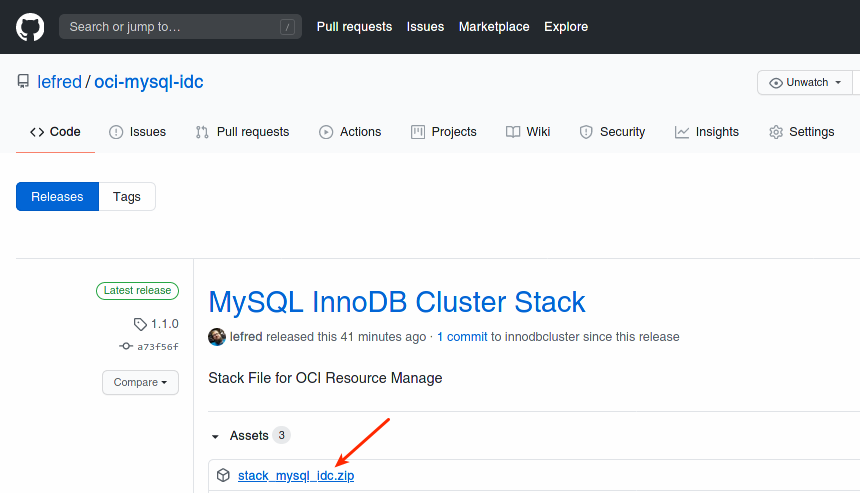 Search or jump to… / Pull requests Issues Marketplace Explore
lefred / oci-mysql-idc Unwatch
Code Issues Pull requests Actions Projects Wiki Security Insights Settings
Releases Tags
Latest release
MySQL InnoDB Cluster Stack
1.1.0
lefred released this 41 minutes ago · 1 commit to innodbcluster since this release
a73f56f
Compare
Stack File for OCI Resource Manage
Assets 3
stack_mysql_idc.zip